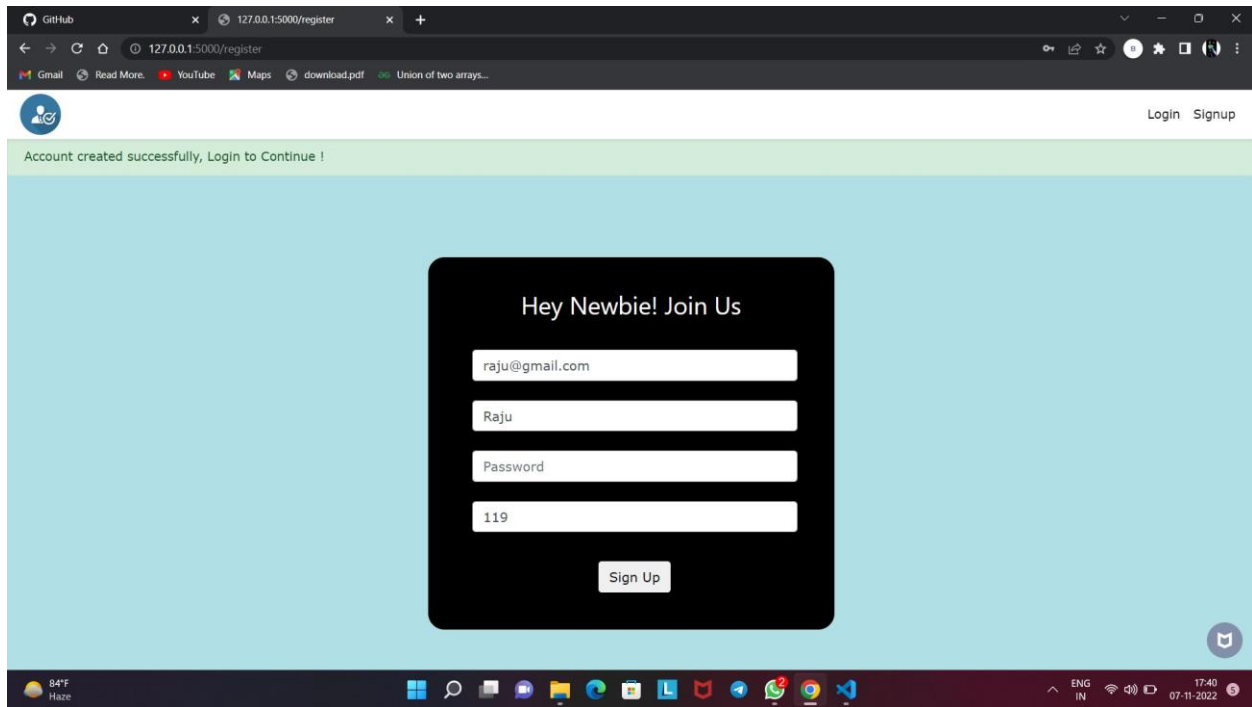 GitHub
127.0.0.1:5000/register
127.0.0.1:5000/register
Gmail Read More. YouTube Maps download.pdf Union of two arrays...
Login Signup
Account created successfully, Login to Continue !
Hey Newbie! Join Us
raju@gmail.com
Raju
Password
119
Sign Up
84°F
Haze
L
2
ENG
IN
17:40
07-11-2022
5